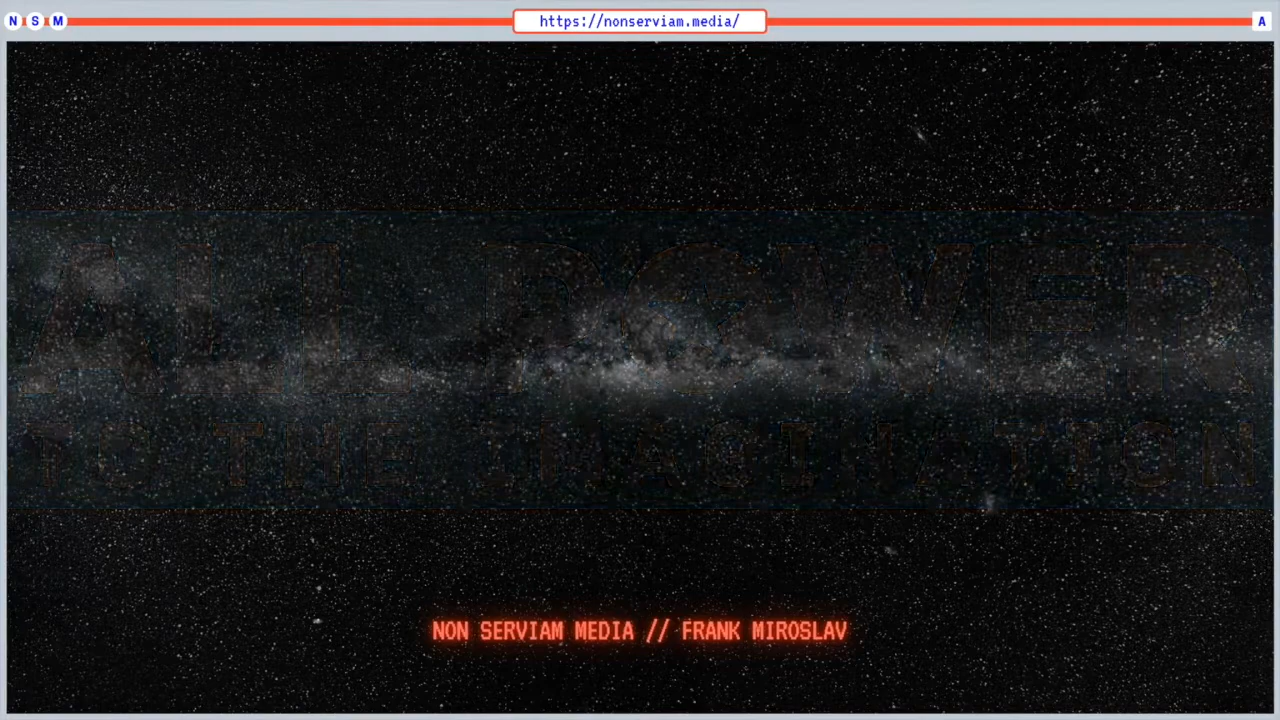 N S M
https://nonserviam.media/
A
ALL POWER
TO THE IMAGINATION
NON SERVIAM MEDIA // FRANK MIROSLAV